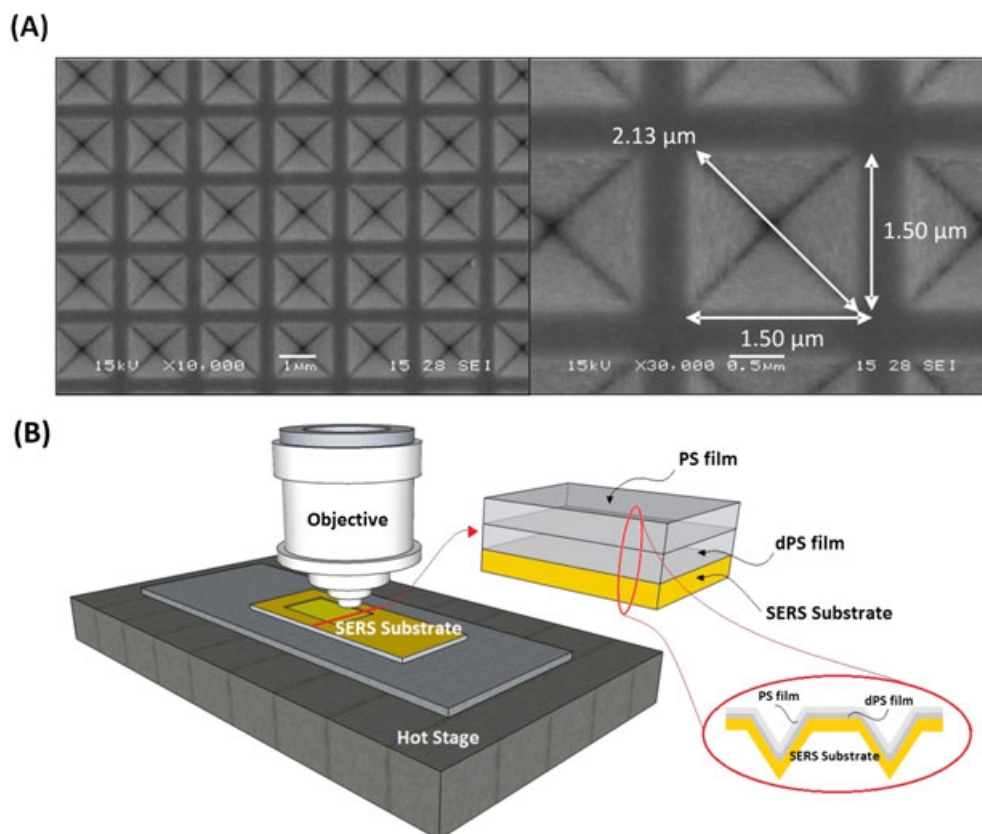 (A)
2.13 µm
1.50 µm
1.50 µm
15kV X10,000 1µm 15 28 SEI
15kV X30,000 0.5µm 15 28 SEI
(B)
PS film
Objective
dPS film
SERS Substrate
SERS Substrate
Hot Stage
PS film
dPS film
SERS Substrate